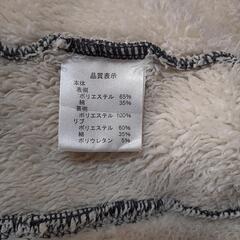 品質表示
本体
表側
ポリエステル 65%
綿 35%
裏側
ポリエステル 100%
リブ
ポリエステル 60%
綿 35%
ポリウレタン 5%